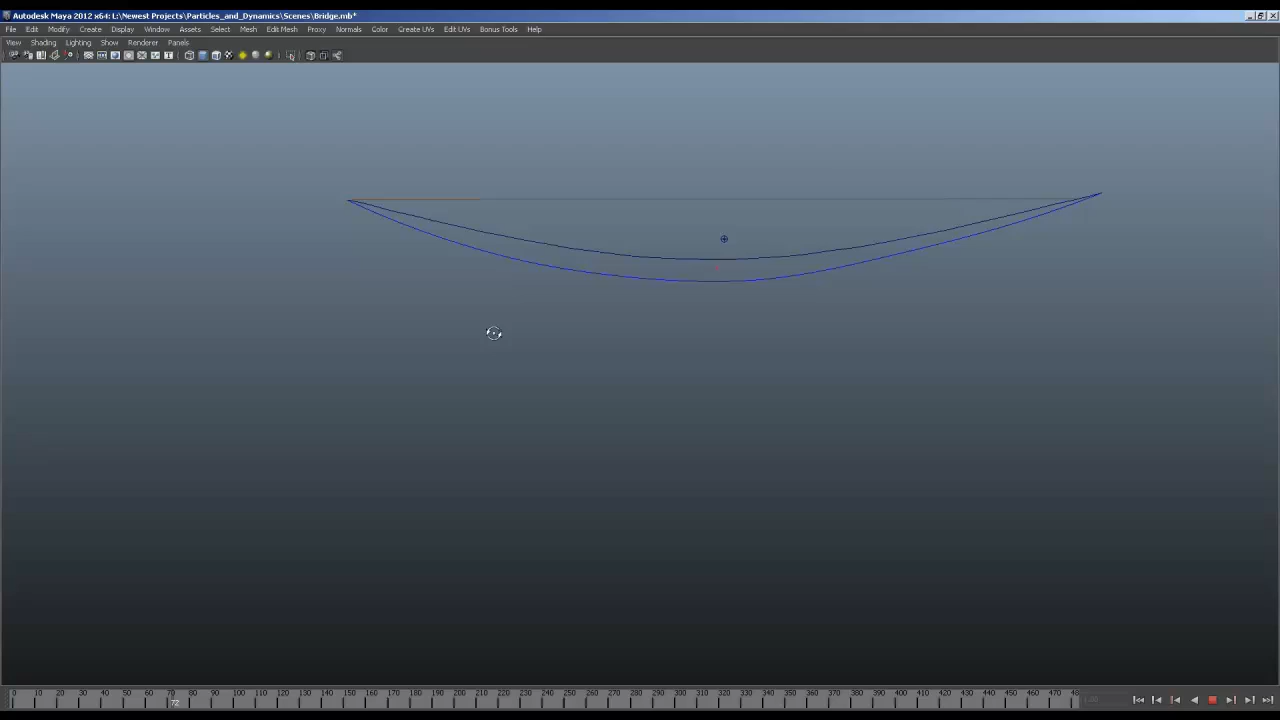 Autodesk Maya 2012 x64: L:\Newest Projects\Particles_and_Dynamics\Scenes\Bridge.mb*
File Edit Modify Create Display Window Assets Select Mesh Edit Mesh Proxy Normals Color Create UVs Edit UVs Bonus Tools Help
View Shading Lighting Show Renderer Panels
0 10 20 30 40 50 60 70 80 90 100 110 120 130 140 150 160 170 180 190 200 210 220 230 240 250 260 270 280 290 300 310 320 330 340 350 360 370 380 390 400 410 420 430 440 450 460 470 48
72